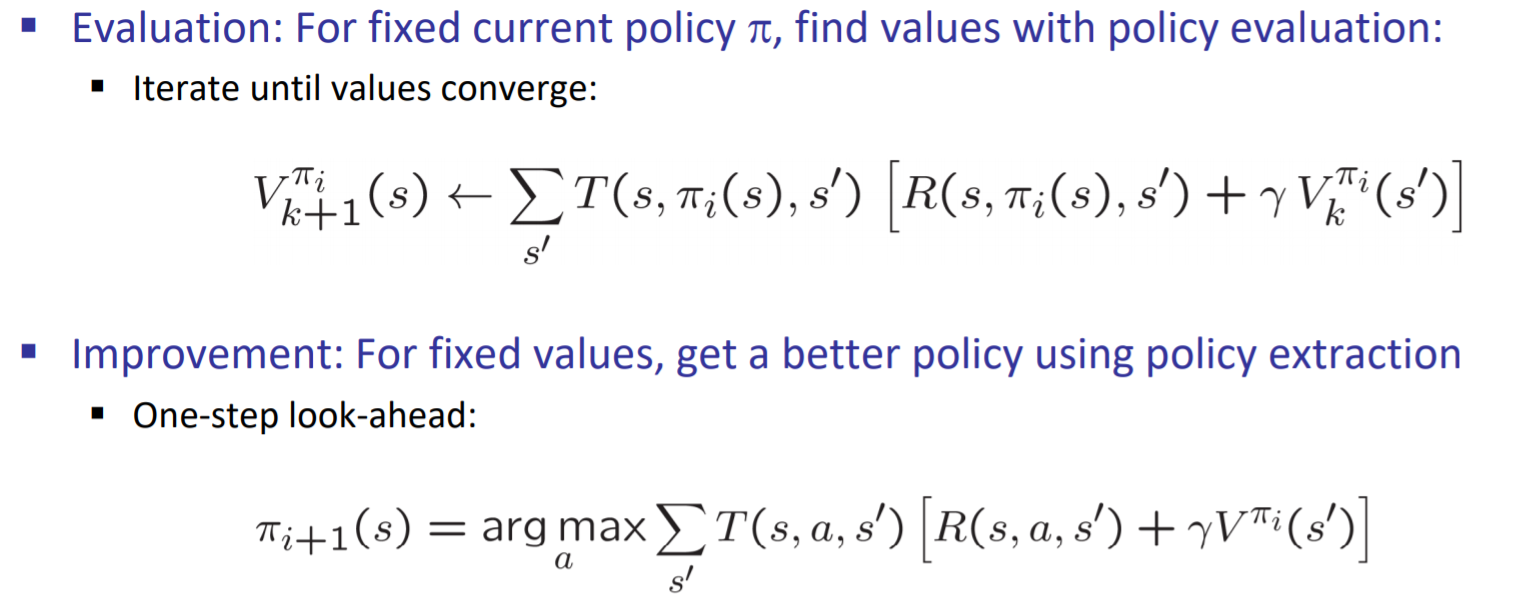 ▪ Evaluation: For fixed current policy π, find values with policy evaluation:
▪ Iterate until values converge:
$V_{k+1}^{\pi_i}(s) \leftarrow \sum_{s'} T(s, \pi_i(s), s') \left[ R(s, \pi_i(s), s') + \gamma V_k^{\pi_i}(s') \right]$
▪ Improvement: For fixed values, get a better policy using policy extraction
▪ One-step look-ahead:
$\pi_{i+1}(s) = \arg\max_a \sum_{s'} T(s, a, s') \left[ R(s, a, s') + \gamma V^{\pi_i}(s') \right]$